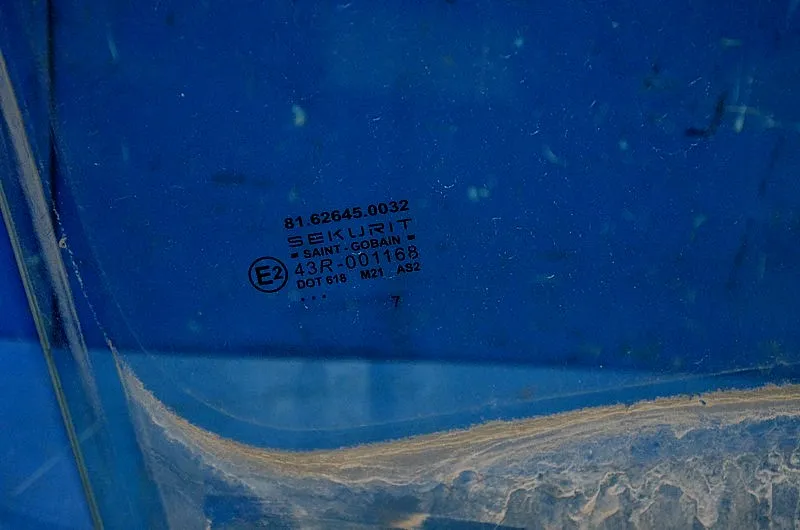 81.62645.0032
SEKURIT
SAINT-GOBAIN
E2 43R-001168
DOT 618 M21 AS2
... 7